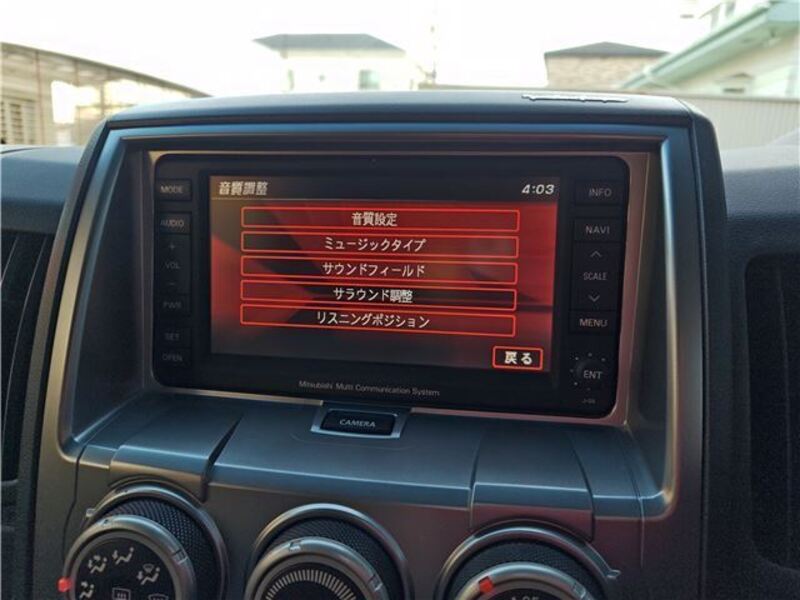 音質調整 4:03
音質設定
ミュージックタイプ
サウンドフィールド
サラウンド調整
リスニングポジション
戻る
MODE
AUDIO
+
VOL
−
PWR
SET
OPEN
INFO
NAVI
SCALE
MENU
ENT
Mitsubishi Multi Communication System
CAMERA